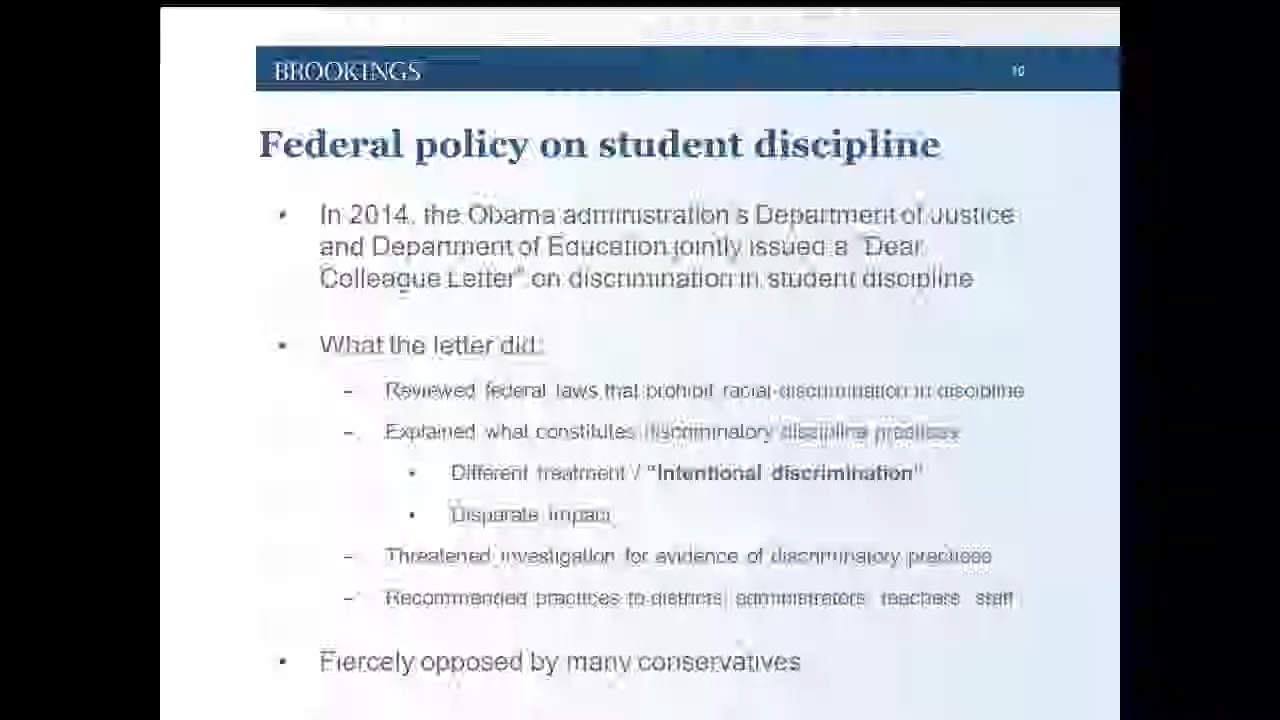 BROOKINGS
10
Federal policy on student discipline
• In 2014, the Obama administration's Department of Justice
and Department of Education jointly issued a "Dear
Colleague Letter" on discrimination in student discipline
• What the letter did:
– Reviewed federal laws that prohibit racial discrimination in discipline
– Explained what constitutes discriminatory discipline practices
• Different treatment / "Intentional discrimination"
• Disparate impact
– Threatened investigation for evidence of discriminatory practices
– Recommended practices to districts, administrators, teachers, staff
• Fiercely opposed by many conservatives